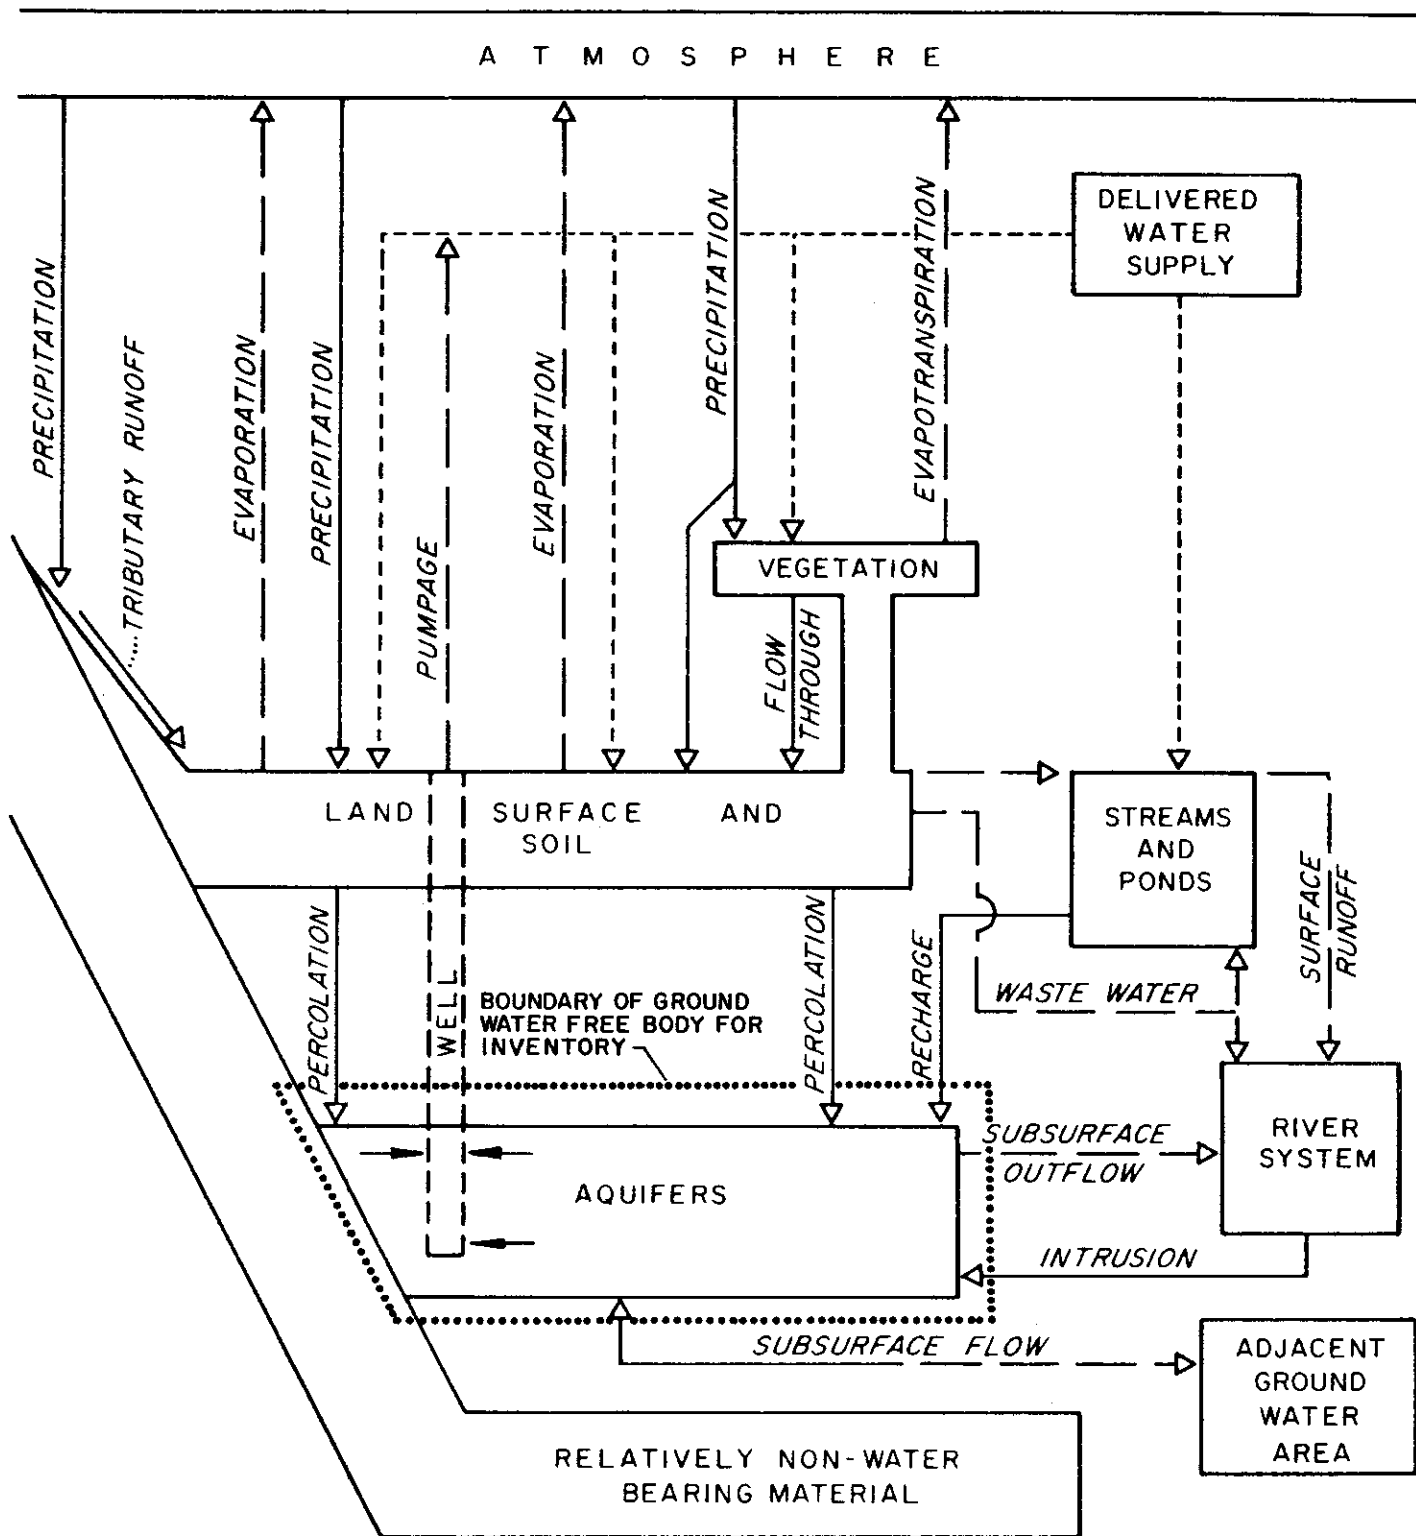 ATMOSPHERE
DELIVERED
WATER
SUPPLY
PRECIPITATION
TRIBUTARY RUNOFF
EVAPORATION
PRECIPITATION
PUMPAGE
EVAPORATION
PRECIPITATION
EVAPOTRANSPIRATION
VEGETATION
FLOW
THROUGH
LAND SURFACE AND
SOIL
STREAMS
AND
PONDS
SURFACE
RUNOFF
PERCOLATION
WELL
BOUNDARY OF GROUND
WATER FREE BODY FOR
INVENTORY
PERCOLATION
RECHARGE
WASTE WATER
AQUIFERS
SUBSURFACE
OUTFLOW
RIVER
SYSTEM
INTRUSION
SUBSURFACE FLOW
ADJACENT
GROUND
WATER
AREA
RELATIVELY NON-WATER
BEARING MATERIAL